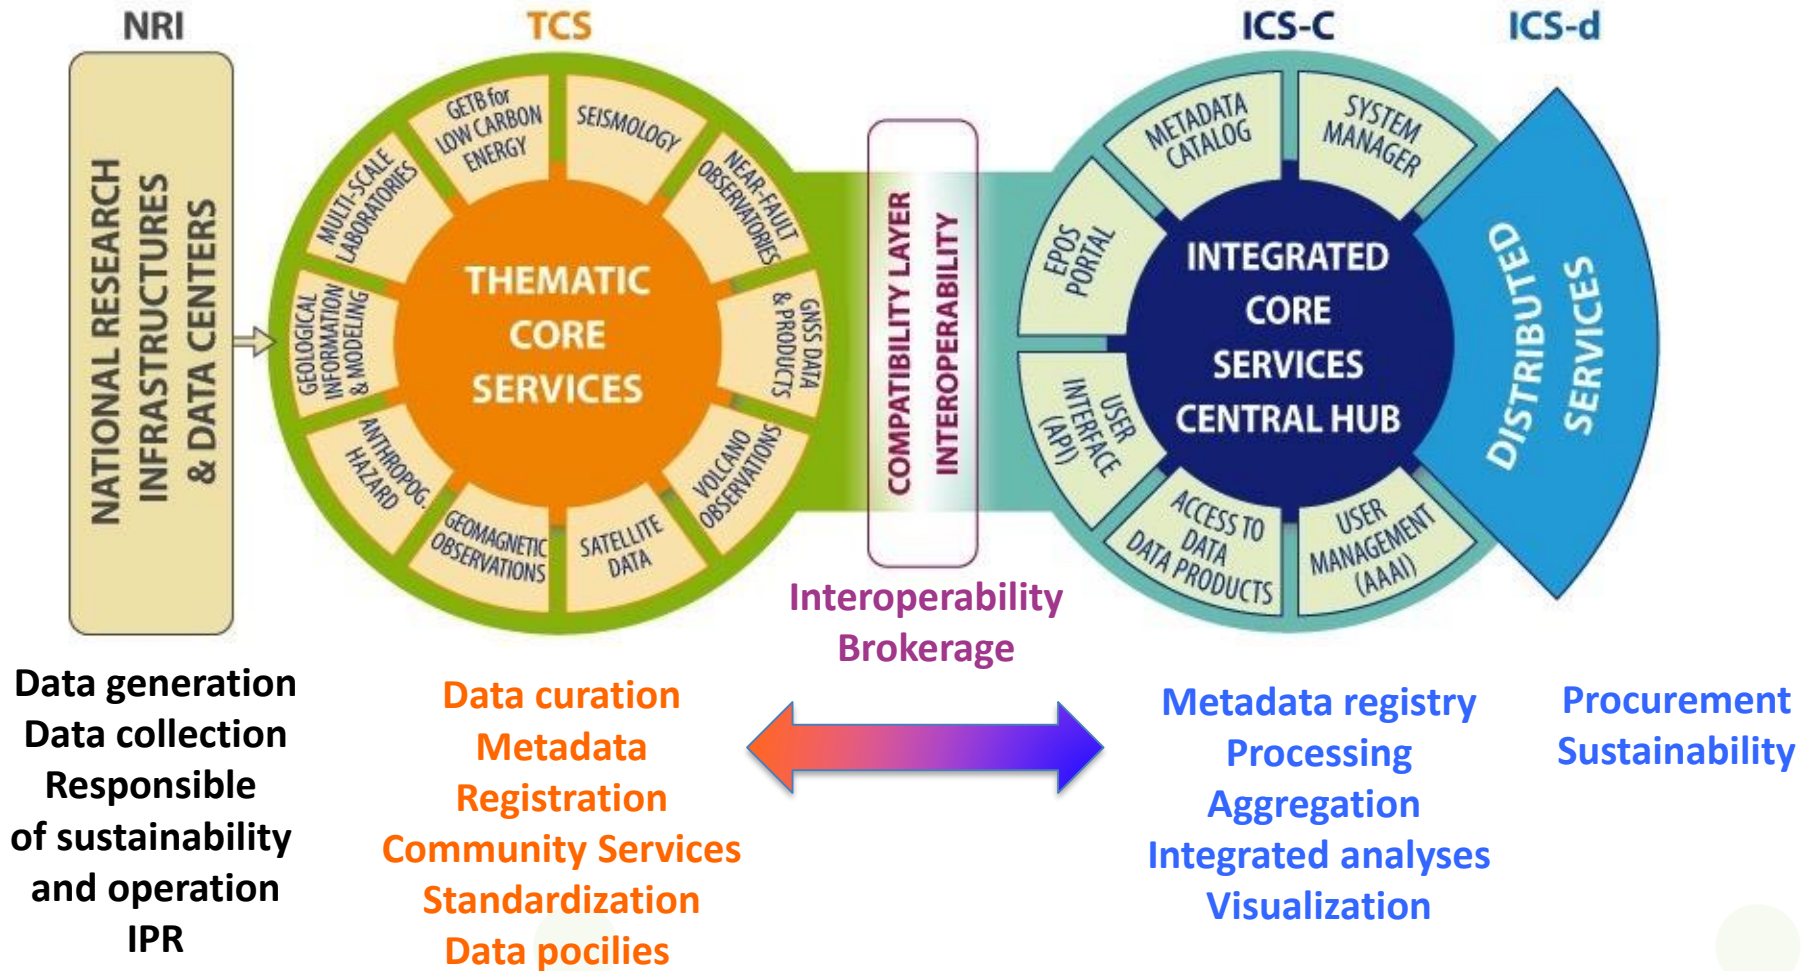 NRI
NATIONAL RESEARCH
INFRASTRUCTURES
& DATA CENTERS
TCS
GETB for
LOW CARBON
ENERGY
SEISMOLOGY
NEAR-FAULT
OBSERVATORIES
GNSS DATA
& PRODUCTS
VOLCANO
OBSERVATIONS
SATELLITE
DATA
GEOMAGNETIC
OBSERVATIONS
ANTHROPOG.
HAZARD
GEOLOGICAL
INFORMATION
& MODELING
MULTI-SCALE
LABORATORIES
THEMATIC
CORE
SERVICES
COMPATIBILITY LAYER
INTEROPERABILITY
ICS-C
METADATA
CATALOG
SYSTEM
MANAGER
EPOS
PORTAL
USER
INTERFACE
(API)
ACCESS TO
DATA
DATA PRODUCTS
USER
MANAGEMENT
(AAAI)
INTEGRATED
CORE
SERVICES
CENTRAL HUB
ICS-d
DISTRIBUTED
SERVICES
Interoperability
Brokerage
Data generation
Data collection
Responsible
of sustainability
and operation
IPR
Data curation
Metadata
Registration
Community Services
Standardization
Data pocilies
Metadata registry
Processing
Aggregation
Integrated analyses
Visualization
Procurement
Sustainability